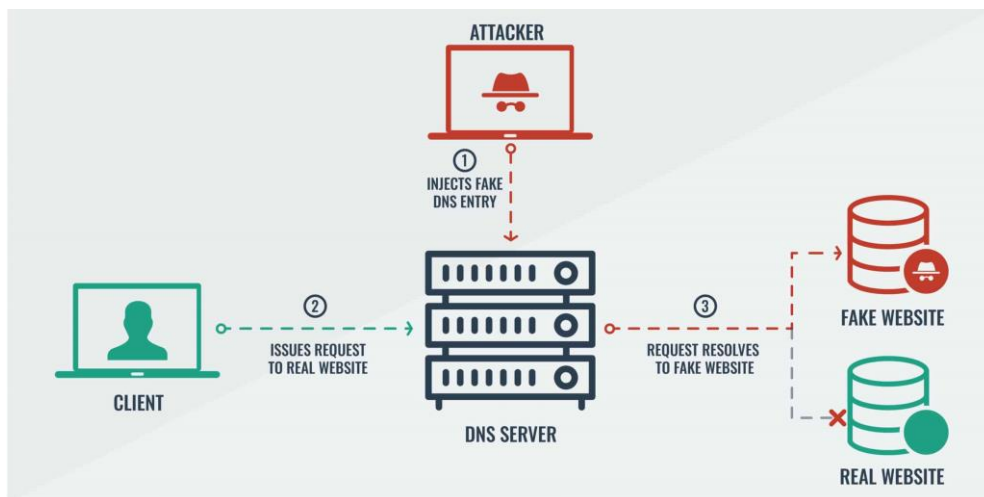 ATTACKER
1
INJECTS FAKE
DNS ENTRY
2
ISSUES REQUEST
TO REAL WEBSITE
CLIENT
DNS SERVER
3
REQUEST RESOLVES
TO FAKE WEBSITE
FAKE WEBSITE
REAL WEBSITE